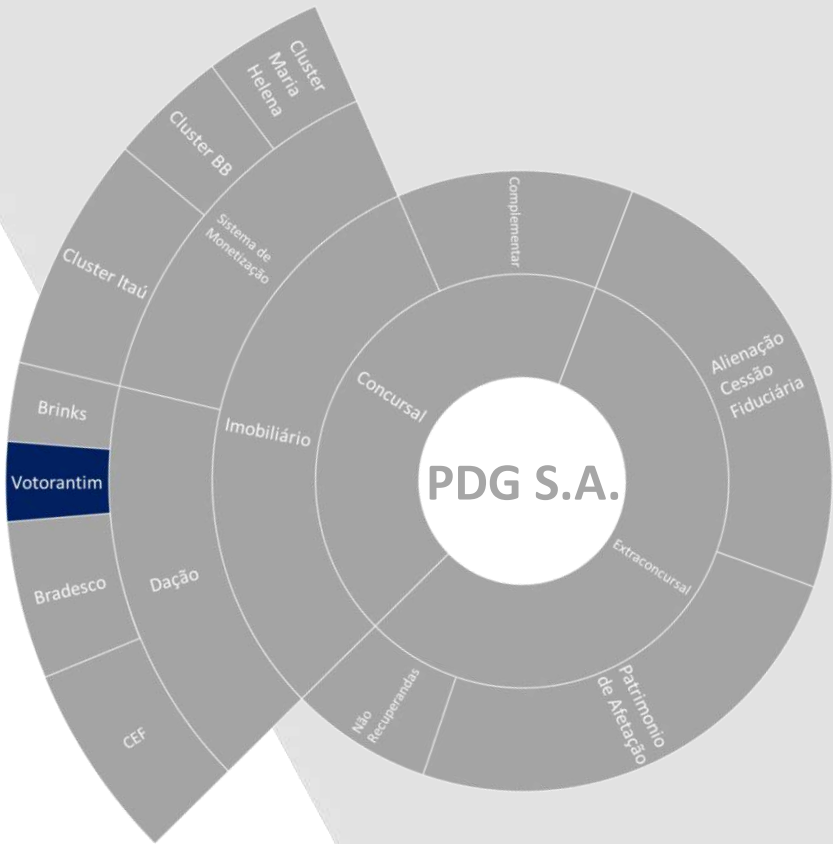 Cluster
Maria
Helena
Cluster BB
Cluster Itaú
Sistema de
Monetização
Complementar
Alienação
Cessão
Fiduciária
Concursal
Imobiliário
Brinks
Votorantim
PDG S.A.
Bradesco
Dação
Extraconcursal
CEF
Não
Recuperandas
Patrimonio
de Afetação